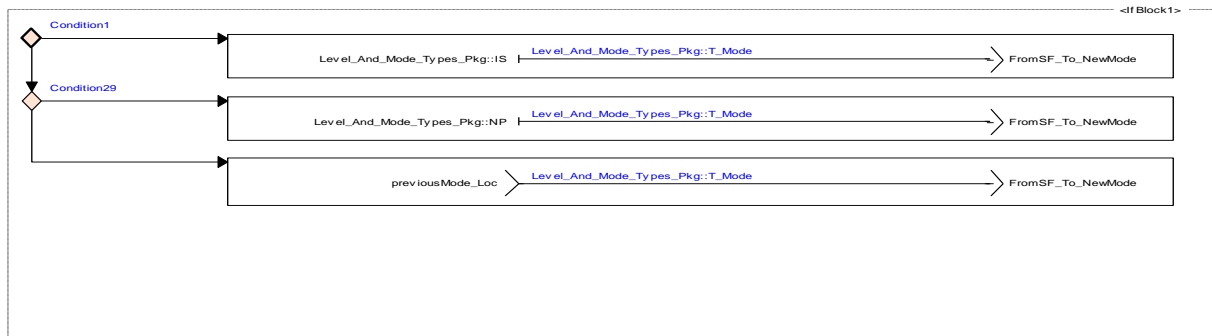 <If Block1>
Condition1
Level_And_Mode_Types_Pkg::IS Level_And_Mode_Types_Pkg::T_Mode FromSF_To_NewMode
Condition29
Level_And_Mode_Types_Pkg::NP Level_And_Mode_Types_Pkg::T_Mode FromSF_To_NewMode
previousMode_Loc Level_And_Mode_Types_Pkg::T_Mode FromSF_To_NewMode